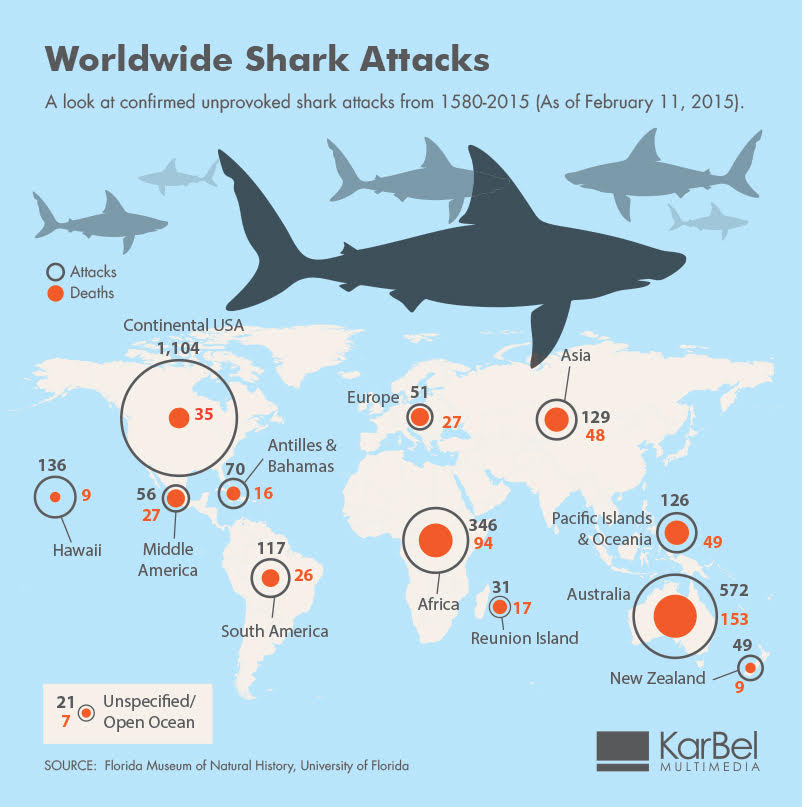 Worldwide Shark Attacks
A look at confirmed unprovoked shark attacks from 1580-2015 (As of February 11, 2015).
Attacks
Deaths
Continental USA
1,104
35
Asia
129
48
Europe
51
27
Antilles &
Bahamas
70
16
136
9
Hawaii
56
27
Middle
America
346
94
Africa
126
Pacific Islands
& Oceania
49
117
26
South America
31
17
Reunion Island
Australia
572
153
49
New Zealand
9
21
7
Unspecified/
Open Ocean
KarBel
MULTIMEDIA
SOURCE: Florida Museum of Natural History, University of Florida